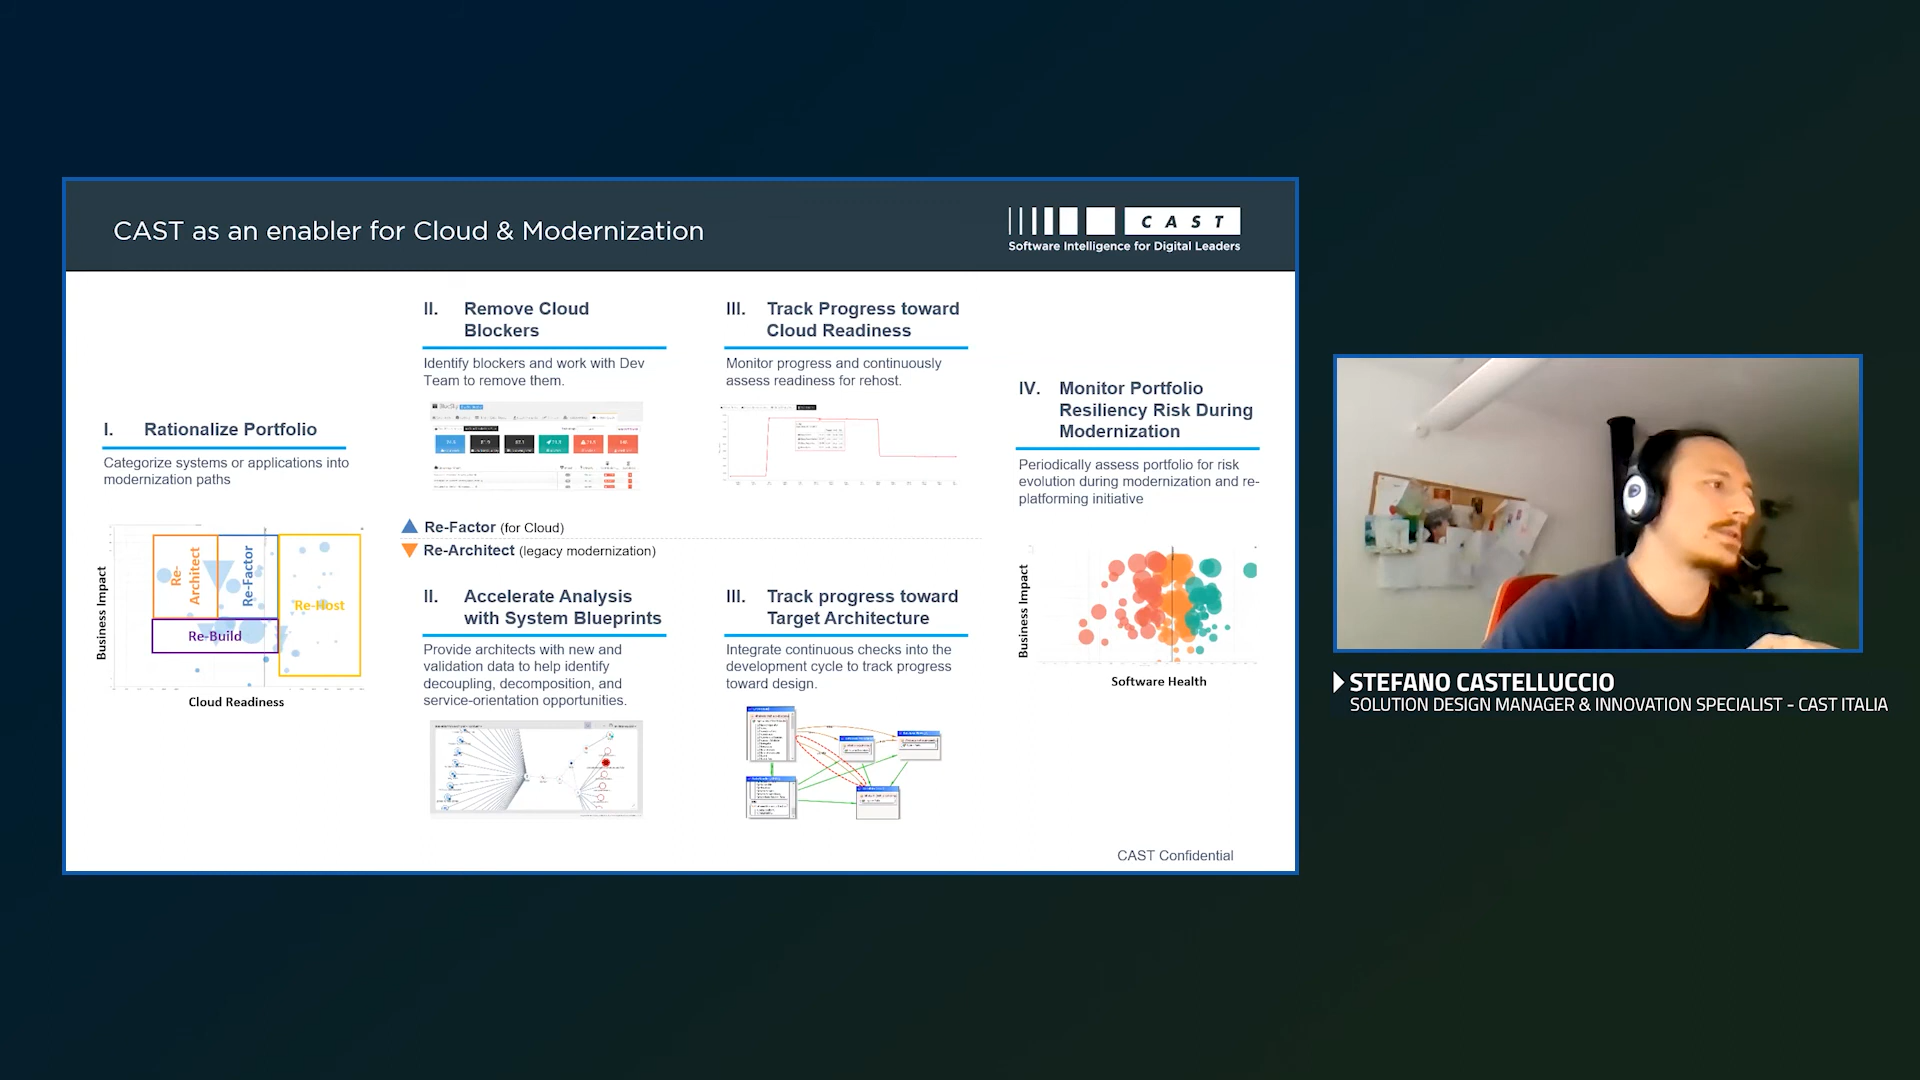 CAST as an enabler for Cloud & Modernization
CAST
Software Intelligence for Digital Leaders
I. Rationalize Portfolio
Categorize systems or applications into
modernization paths
Business Impact
Re-
Architect
Re-Factor
Re-Host
Re-Build
Cloud Readiness
II. Remove Cloud
Blockers
Identify blockers and work with Dev
Team to remove them.
III. Track Progress toward
Cloud Readiness
Monitor progress and continuously
assess readiness for rehost.
Re-Factor (for Cloud)
Re-Architect (legacy modernization)
II. Accelerate Analysis
with System Blueprints
Provide architects with new and
validation data to help identify
decoupling, decomposition, and
service-orientation opportunities.
III. Track progress toward
Target Architecture
Integrate continuous checks into the
development cycle to track progress
toward design.
IV. Monitor Portfolio
Resiliency Risk During
Modernization
Periodically assess portfolio for risk
evolution during modernization and re-
platforming initiative
Business Impact
Software Health
CAST Confidential
STEFANO CASTELLUCCIO
SOLUTION DESIGN MANAGER & INNOVATION SPECIALIST - CAST ITALIA